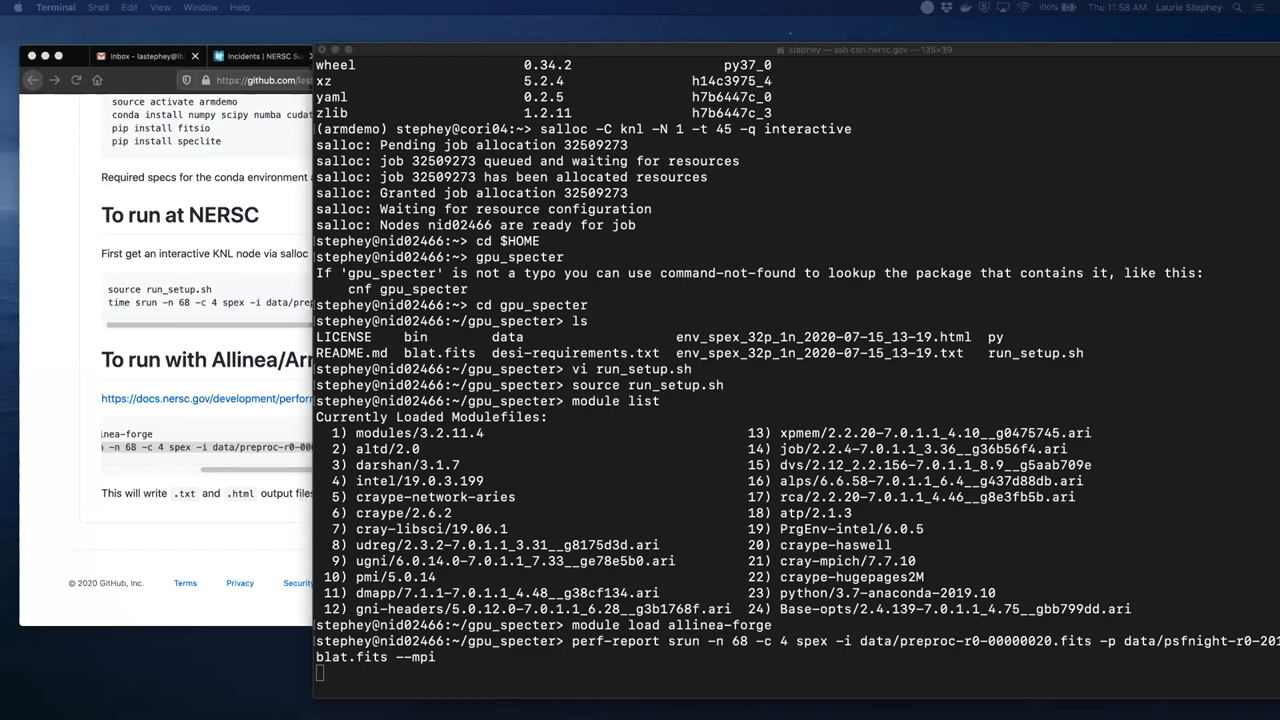 Terminal Shell Edit View Window Help 100% Thu 11:58 AM Laurie Stephey
Inbox - lastephey@lb
Incidents | NERSC Su
https://github.com/las
source activate armdemo
conda install numpy scipy numba cudat
pip install fitsio
pip install speclite
Required specs for the conda environment a
To run at NERSC
First get an interactive KNL node via salloc
source run_setup.sh
time srun -n 68 -c 4 spex -i data/prep
To run with Allinea/Ar
https://docs.nersc.gov/development/perform
inea-forge
-n 68 -c 4 spex -i data/preproc-r0-000
This will write .txt and .html output files
© 2020 GitHub, Inc. Terms Privacy Security
stephey — ssh cori.nersc.gov — 135×39
wheel 0.34.2 py37_0
xz 5.2.4 h14c3975_4
yaml 0.2.5 h7b6447c_0
zlib 1.2.11 h7b6447c_3
(armdemo) stephey@cori04:~> salloc -C knl -N 1 -t 45 -q interactive
salloc: Pending job allocation 32509273
salloc: job 32509273 queued and waiting for resources
salloc: job 32509273 has been allocated resources
salloc: Granted job allocation 32509273
salloc: Waiting for resource configuration
salloc: Nodes nid02466 are ready for job
stephey@nid02466:~> cd $HOME
stephey@nid02466:~> gpu_specter
If 'gpu_specter' is not a typo you can use command-not-found to lookup the package that contains it, like this:
cnf gpu_specter
stephey@nid02466:~> cd gpu_specter
stephey@nid02466:~/gpu_specter> ls
LICENSE bin data env_spex_32p_1n_2020-07-15_13-19.html py
README.md blat.fits desi-requirements.txt env_spex_32p_1n_2020-07-15_13-19.txt run_setup.sh
stephey@nid02466:~/gpu_specter> vi run_setup.sh
stephey@nid02466:~/gpu_specter> source run_setup.sh
stephey@nid02466:~/gpu_specter> module list
Currently Loaded Modulefiles:
1) modules/3.2.11.4 13) xpmem/2.2.20-7.0.1.1_4.10__g0475745.ari
2) altd/2.0 14) job/2.2.4-7.0.1.1_3.36__g36b56f4.ari
3) darshan/3.1.7 15) dvs/2.12_2.2.156-7.0.1.1_8.9__g5aab709e
4) intel/19.0.3.199 16) alps/6.6.58-7.0.1.1_6.4__g437d88db.ari
5) craype-network-aries 17) rca/2.2.20-7.0.1.1_4.46__g8e3fb5b.ari
6) craype/2.6.2 18) atp/2.1.3
7) cray-libsci/19.06.1 19) PrgEnv-intel/6.0.5
8) udreg/2.3.2-7.0.1.1_3.31__g8175d3d.ari 20) craype-haswell
9) ugni/6.0.14.0-7.0.1.1_7.33__ge78e5b0.ari 21) cray-mpich/7.7.10
10) pmi/5.0.14 22) craype-hugepages2M
11) dmapp/7.1.1-7.0.1.1_4.48__g38cf134.ari 23) python/3.7-anaconda-2019.10
12) gni-headers/5.0.12.0-7.0.1.1_6.28__g3b1768f.ari 24) Base-opts/2.4.139-7.0.1.1_4.75__gbb799dd.ari
stephey@nid02466:~/gpu_specter> module load allinea-forge
stephey@nid02466:~/gpu_specter> perf-report srun -n 68 -c 4 spex -i data/preproc-r0-00000020.fits -p data/psfnight-r0-201
blat.fits --mpi